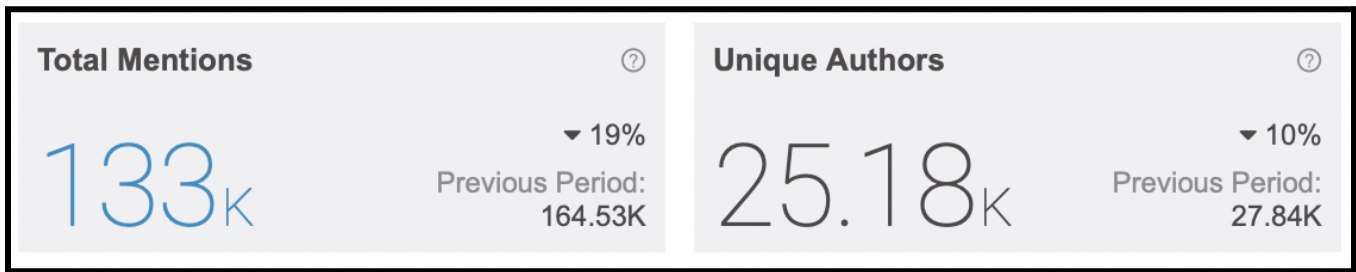 Total Mentions ?
133K
▼ 19%
Previous Period:
164.53K
Unique Authors ?
25.18K
▼ 10%
Previous Period:
27.84K